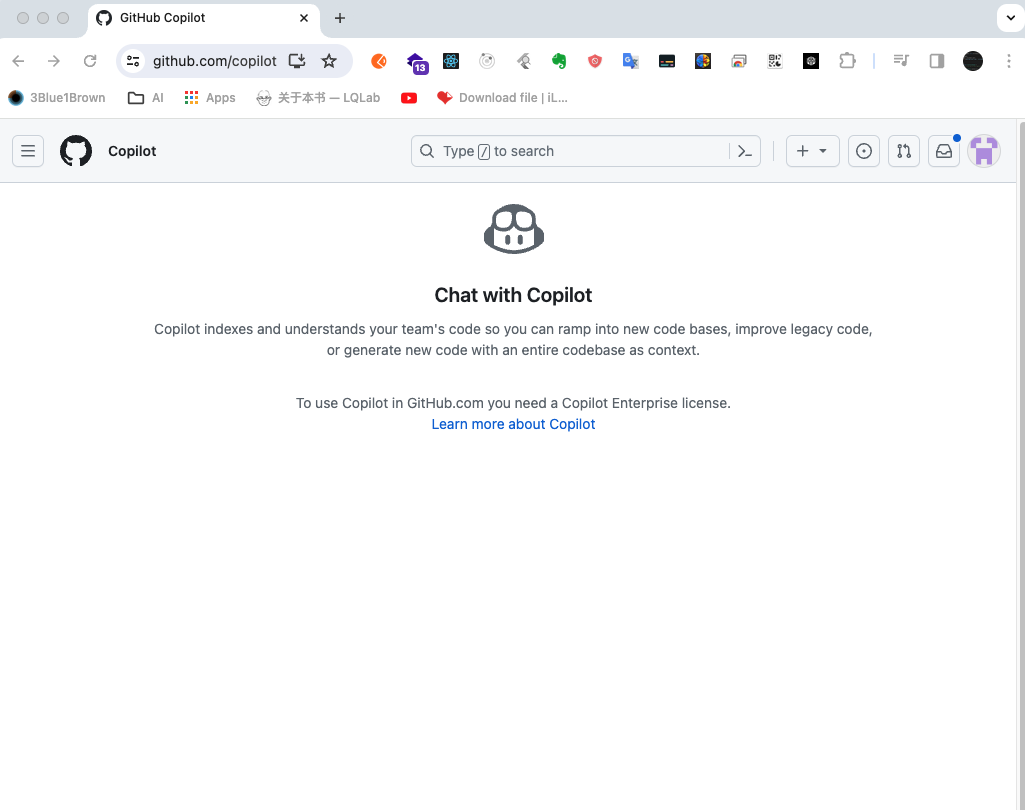 GitHub Copilot
github.com/copilot
13
3Blue1Brown
AI
Apps
关于本书 — LQLab
Download file | iL...
Copilot
Type / to search
Chat with Copilot
Copilot indexes and understands your team's code so you can ramp into new code bases, improve legacy code,
or generate new code with an entire codebase as context.
To use Copilot in GitHub.com you need a Copilot Enterprise license.
Learn more about Copilot